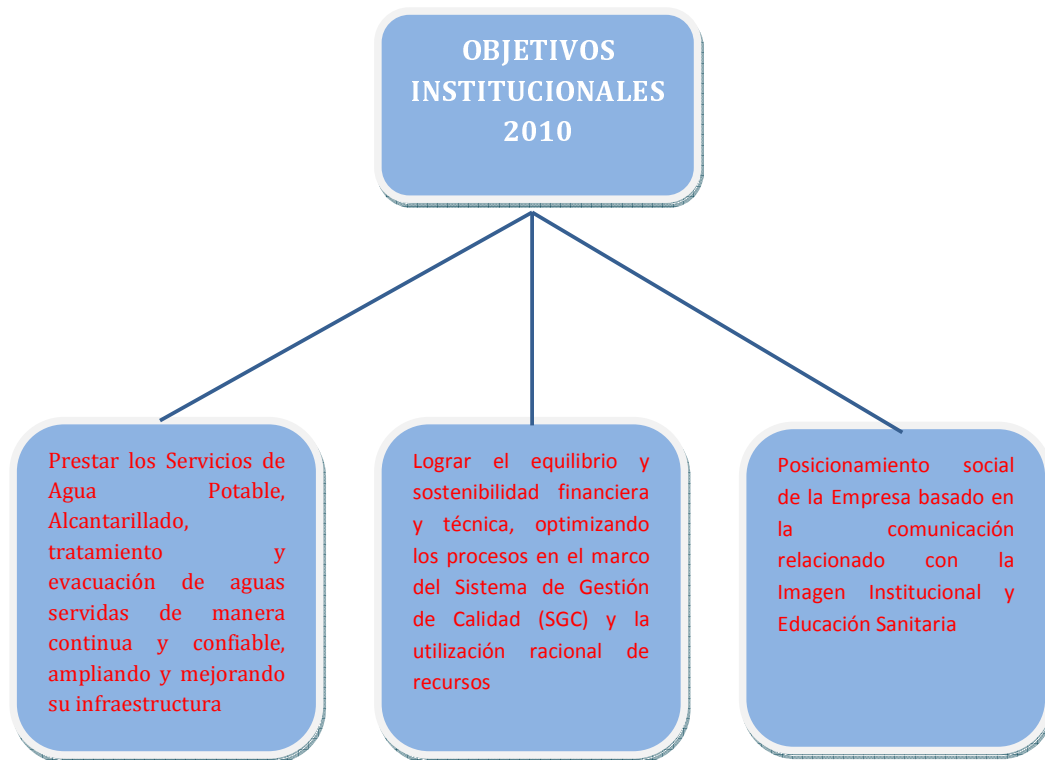 OBJETIVOS
INSTITUCIONALES
2010
Prestar los Servicios de
Agua Potable,
Alcantarillado,
tratamiento y
evacuación de aguas
servidas de manera
continua y confiable,
ampliando y mejorando
su infraestructura
Lograr el equilibrio y
sostenibilidad financiera
y técnica, optimizando
los procesos en el marco
del Sistema de Gestión
de Calidad (SGC) y la
utilización racional de
recursos
Posicionamiento social
de la Empresa basado en
la comunicación
relacionado con la
Imagen Institucional y
Educación Sanitaria